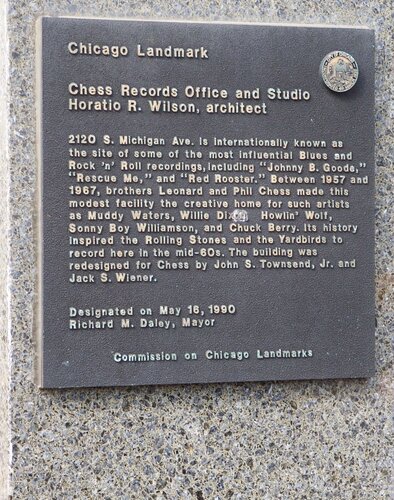 Chicago Landmark
Chess Records Office and Studio
Horatio R. Wilson, architect
2120 S. Michigan Ave. is internationally known as
the site of some of the most influential Blues and
Rock 'n' Roll recordings, including "Johnny B. Goode,"
"Rescue Me," and "Red Rooster." Between 1957 and
1967, brothers Leonard and Phil Chess made this
modest facility the creative home for such artists
as Muddy Waters, Willie Howlin' Wolf,
Sonny Boy Williamson, and Chuck Berry. Its history
inspired the Rolling Stones and the Yardbirds to
record here in the mid-60s. The building was
redesigned for Chess by John S. Townsend, Jr. and
Jack S. Wiener.
Designated on May 16, 1990
Richard M. Daley, Mayor
Commission on Chicago Landmarks